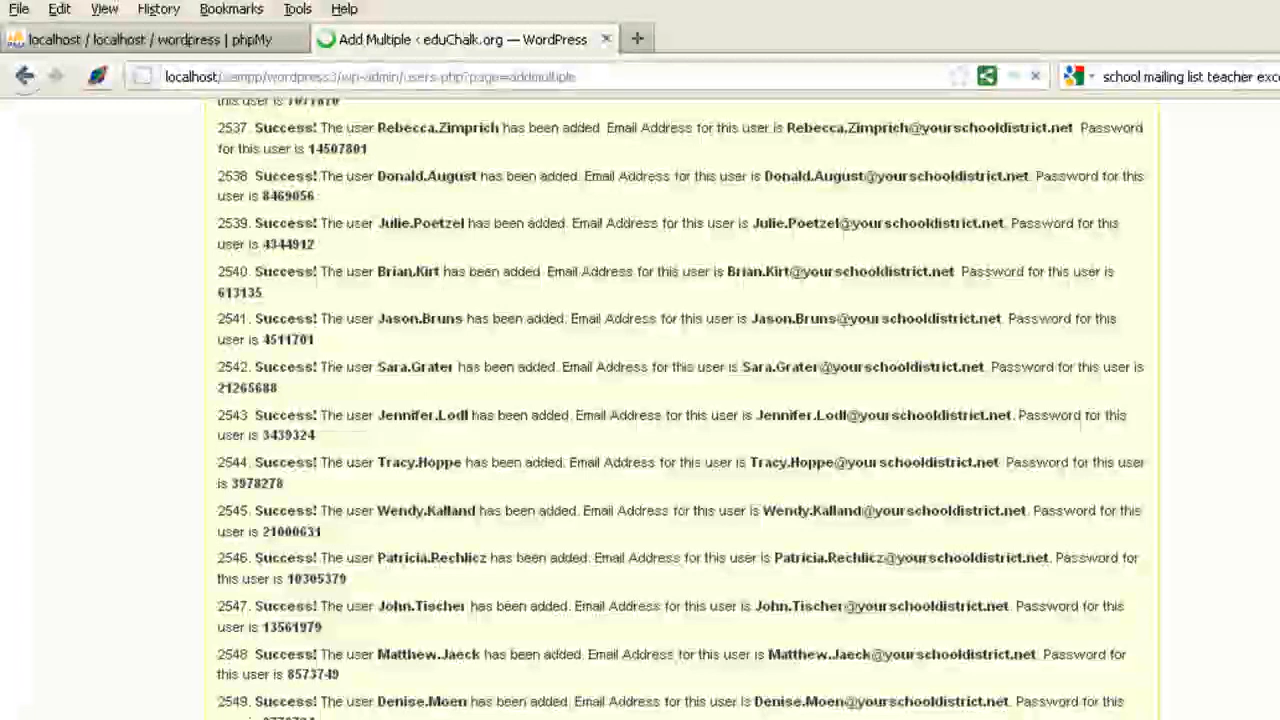 File Edit View History Bookmarks Tools Help
localhost / localhost / wordpress | phpMy
Add Multiple ‹ eduChalk.org — WordPress
localhost/xampp/wordpress3/wp-admin/users.php?page=addmultiple
school mailing list teacher exce
this user is 7071870
2537. Success! The user Rebecca.Zimprich has been added. Email Address for this user is Rebecca.Zimprich@yourschooldistrict.net. Password
for this user is 14507801
2538. Success! The user Donald.August has been added. Email Address for this user is Donald.August@yourschooldistrict.net. Password for this
user is 8469056
2539. Success! The user Julie.Poetzel has been added. Email Address for this user is Julie.Poetzel@yourschooldistrict.net. Password for this
user is 4344912
2540. Success! The user Brian.Kirt has been added. Email Address for this user is Brian.Kirt@yourschooldistrict.net. Password for this user is
613135
2541. Success! The user Jason.Bruns has been added. Email Address for this user is Jason.Bruns@yourschooldistrict.net. Password for this
user is 4511701
2542. Success! The user Sara.Grater has been added. Email Address for this user is Sara.Grater@yourschooldistrict.net. Password for this user is
21265688
2543. Success! The user Jennifer.Lodl has been added. Email Address for this user is Jennifer.Lodl@yourschooldistrict.net. Password for this
user is 3439324
2544. Success! The user Tracy.Hoppe has been added. Email Address for this user is Tracy.Hoppe@yourschooldistrict.net. Password for this user
is 3978278
2545. Success! The user Wendy.Kalland has been added. Email Address for this user is Wendy.Kalland@yourschooldistrict.net. Password for this
user is 21000631
2546. Success! The user Patricia.Rechlicz has been added. Email Address for this user is Patricia.Rechlicz@yourschooldistrict.net. Password for
this user is 10305379
2547. Success! The user John.Tischer has been added. Email Address for this user is John.Tischer@yourschooldistrict.net. Password for this
user is 13561979
2548. Success! The user Matthew.Jaeck has been added. Email Address for this user is Matthew.Jaeck@yourschooldistrict.net. Password for
this user is 8573749
2549. Success! The user Denise.Moen has been added. Email Address for this user is Denise.Moen@yourschooldistrict.net. Password for this
user is